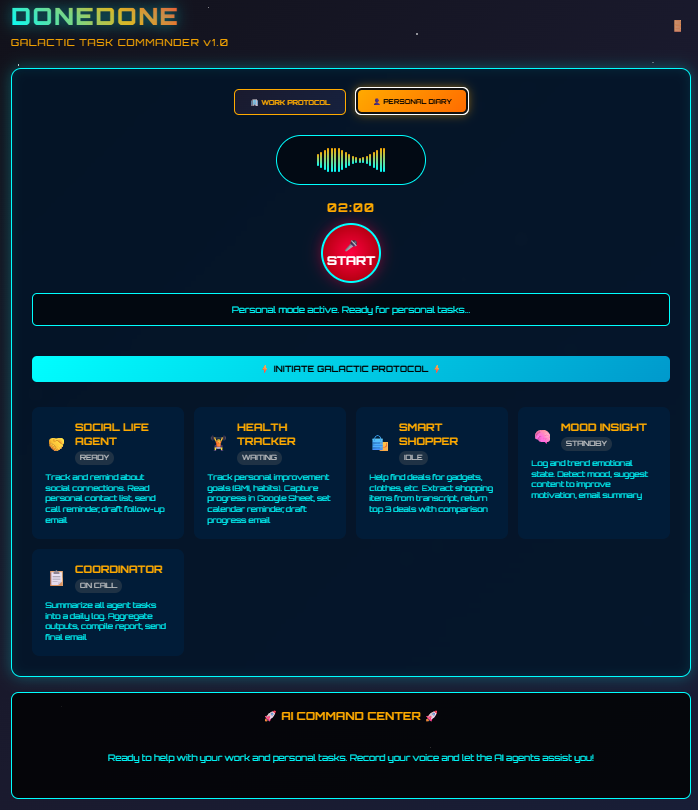 DONEDONE
GALACTIC TASK COMMANDER v1.0
WORK PROTOCOL
PERSONAL DIARY
02:00
START
Personal mode active. Ready for personal tasks...
INITIATE GALACTIC PROTOCOL
SOCIAL LIFE
AGENT
READY
Track and remind about
social connections. Read
personal contact list, send
call reminder, draft follow-up
email
HEALTH
TRACKER
WAITING
Track personal improvement
goals (BMI, habits). Capture
progress in Google Sheet, set
calendar reminder, draft
progress email
SMART
SHOPPER
IDLE
Help find deals for gadgets,
clothes, etc. Extract shopping
items from transcript, return
top 3 deals with comparison
MOOD INSIGHT
STANDBY
Log and trend emotional
state. Detect mood, suggest
content to improve
motivation, email summary
COORDINATOR
ON CALL
Summarize all agent tasks
into a daily log. Aggregate
outputs, compile report, send
final email
AI COMMAND CENTER
Ready to help with your work and personal tasks. Record your voice and let the AI agents assist you!